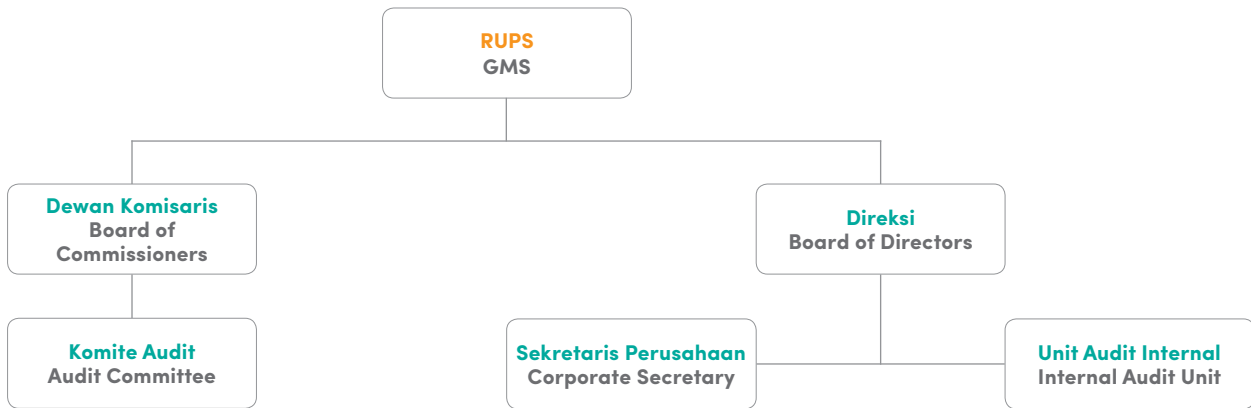 RUPS
GMS
Dewan Komisaris
Board of
Commissioners
Direksi
Board of Directors
Komite Audit
Audit Committee
Sekretaris Perusahaan
Corporate Secretary
Unit Audit Internal
Internal Audit Unit